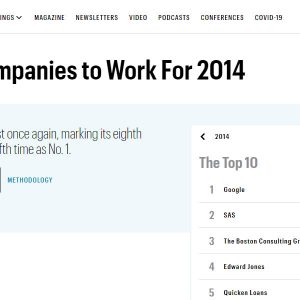 NGS MAGAZINE NEWSLETTERS VIDEO PODCASTS CONFERENCES COVID-19
mpanies to Work For 2014
t once again, marking its eighth
fth time as No. 1.
METHODOLOGY
2014
The Top 10
1 Google
2 SAS
3 The Boston Consulting Gr
4 Edward Jones
5 Quicken Loans